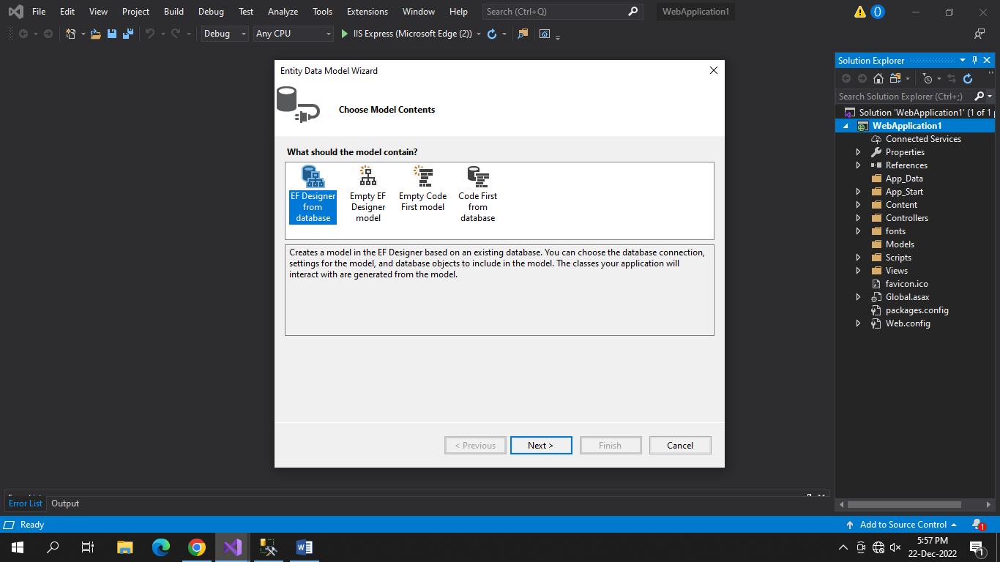 File Edit View Project Build Debug Test Analyze Tools Extensions Window Help Search (Ctrl+Q) WebApplication1 0
Debug Any CPU IIS Express (Microsoft Edge (2))
Entity Data Model Wizard
Choose Model Contents
What should the model contain?
EF Designer
from
database
Empty EF
Designer
model
Empty Code
First model
Code First
from
database
Creates a model in the EF Designer based on an existing database. You can choose the database connection,
settings for the model, and database objects to include in the model. The classes your application will
interact with are generated from the model.
< Previous Next > Finish Cancel
Solution Explorer
Search Solution Explorer (Ctrl+;)
Solution 'WebApplication1' (1 of 1
WebApplication1
Connected Services
Properties
References
App_Data
App_Start
Content
Controllers
fonts
Models
Scripts
Views
favicon.ico
Global.asax
packages.config
Web.config
Error List Output
Ready Add to Source Control 1
5:57 PM
22-Dec-2022
1